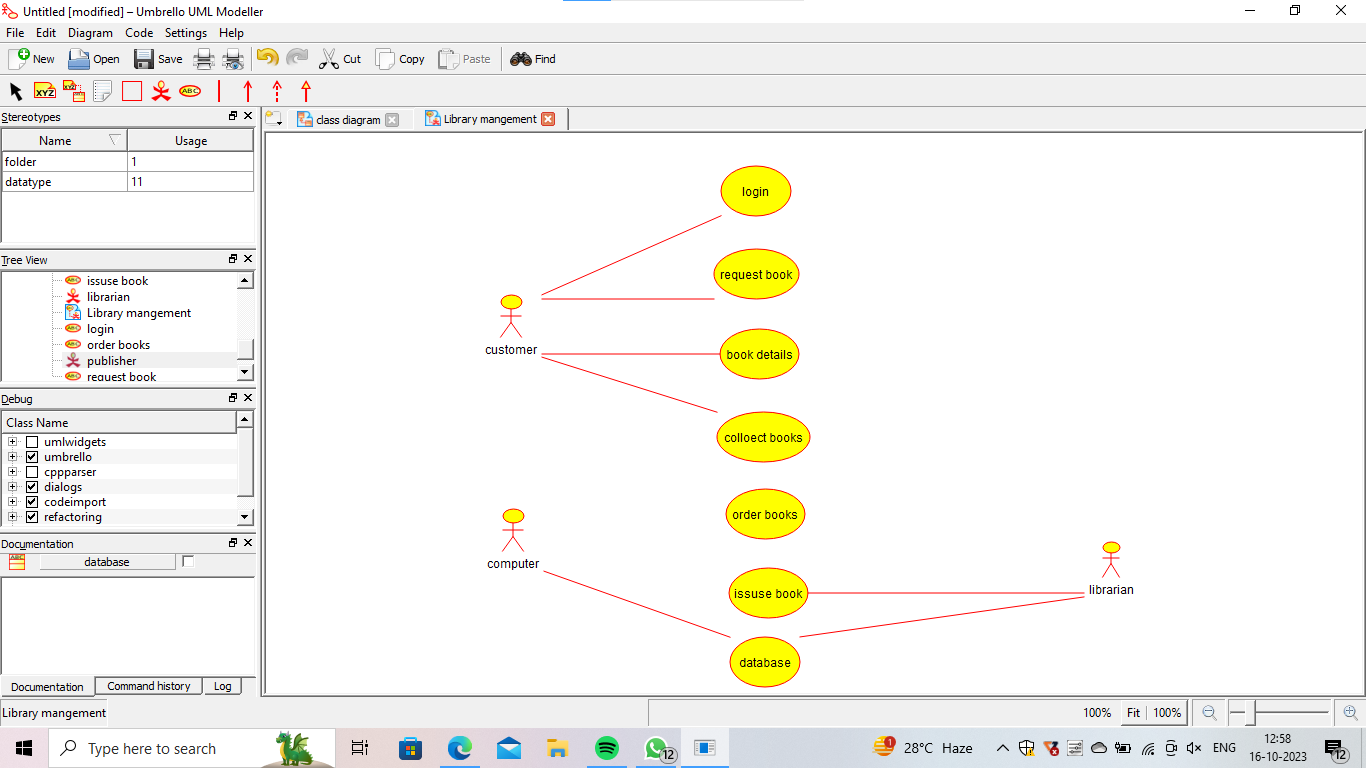 Untitled [modified] – Umbrello UML Modeller
File Edit Diagram Code Settings Help
New Open Save Cut Copy Paste Find
XYZ XYZ ABC
Stereotypes
class diagram Library mangement
Name Usage
folder 1
datatype 11
Tree View
issuse book
librarian
Library mangement
login
order books
publisher
request book
Debug
Class Name
umlwidgets
umbrello
cppparser
dialogs
codeimport
refactoring
Documentation
database
Documentation Command history Log
login
request book
customer
book details
colloect books
order books
computer
issuse book
librarian
database
Library mangement
100% Fit 100%
Type here to search
12
1
28°C Haze
ENG
12:58
16-10-2023
12